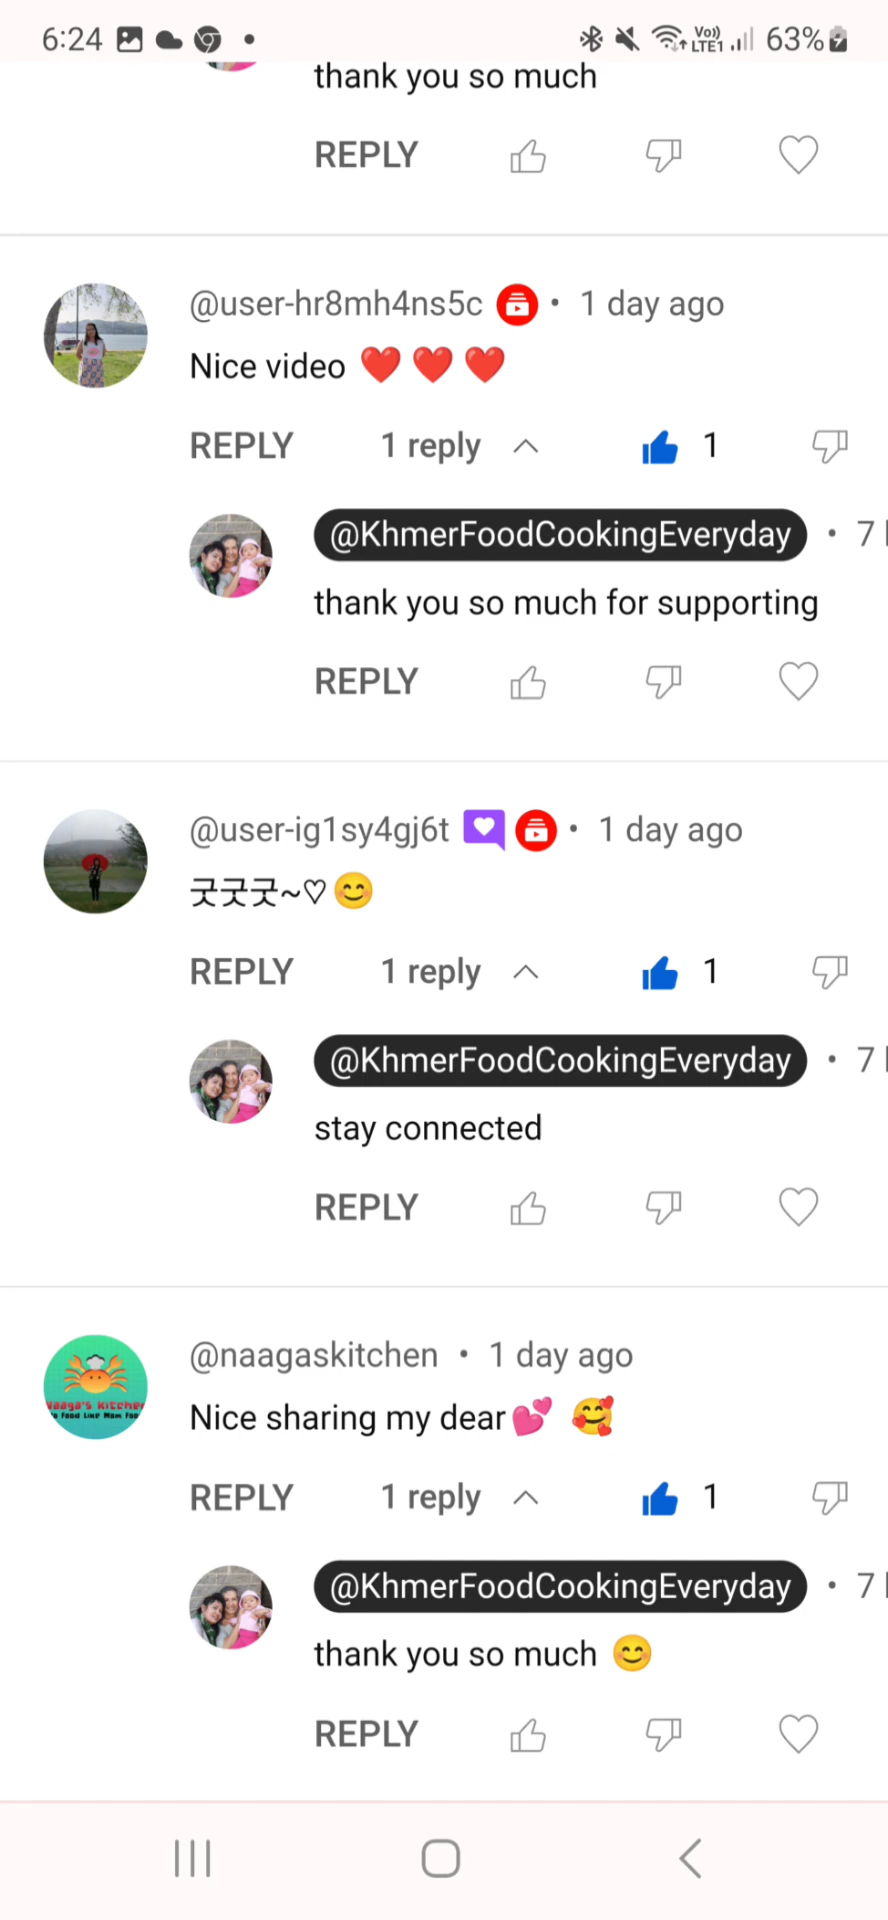 6:24 Vo)) LTE1 63%
thank you so much
REPLY
@user-hr8mh4ns5c • 1 day ago
Nice video ❤️ ❤️ ❤️
REPLY 1 reply 1
@KhmerFoodCookingEveryday • 7
thank you so much for supporting
REPLY
@user-ig1sy4gj6t • 1 day ago
굿굿굿~♡😊
REPLY 1 reply 1
@KhmerFoodCookingEveryday • 7
stay connected
REPLY
@naagaskitchen • 1 day ago
Nice sharing my dear💕 🥰
REPLY 1 reply 1
@KhmerFoodCookingEveryday • 7
thank you so much 😊
REPLY